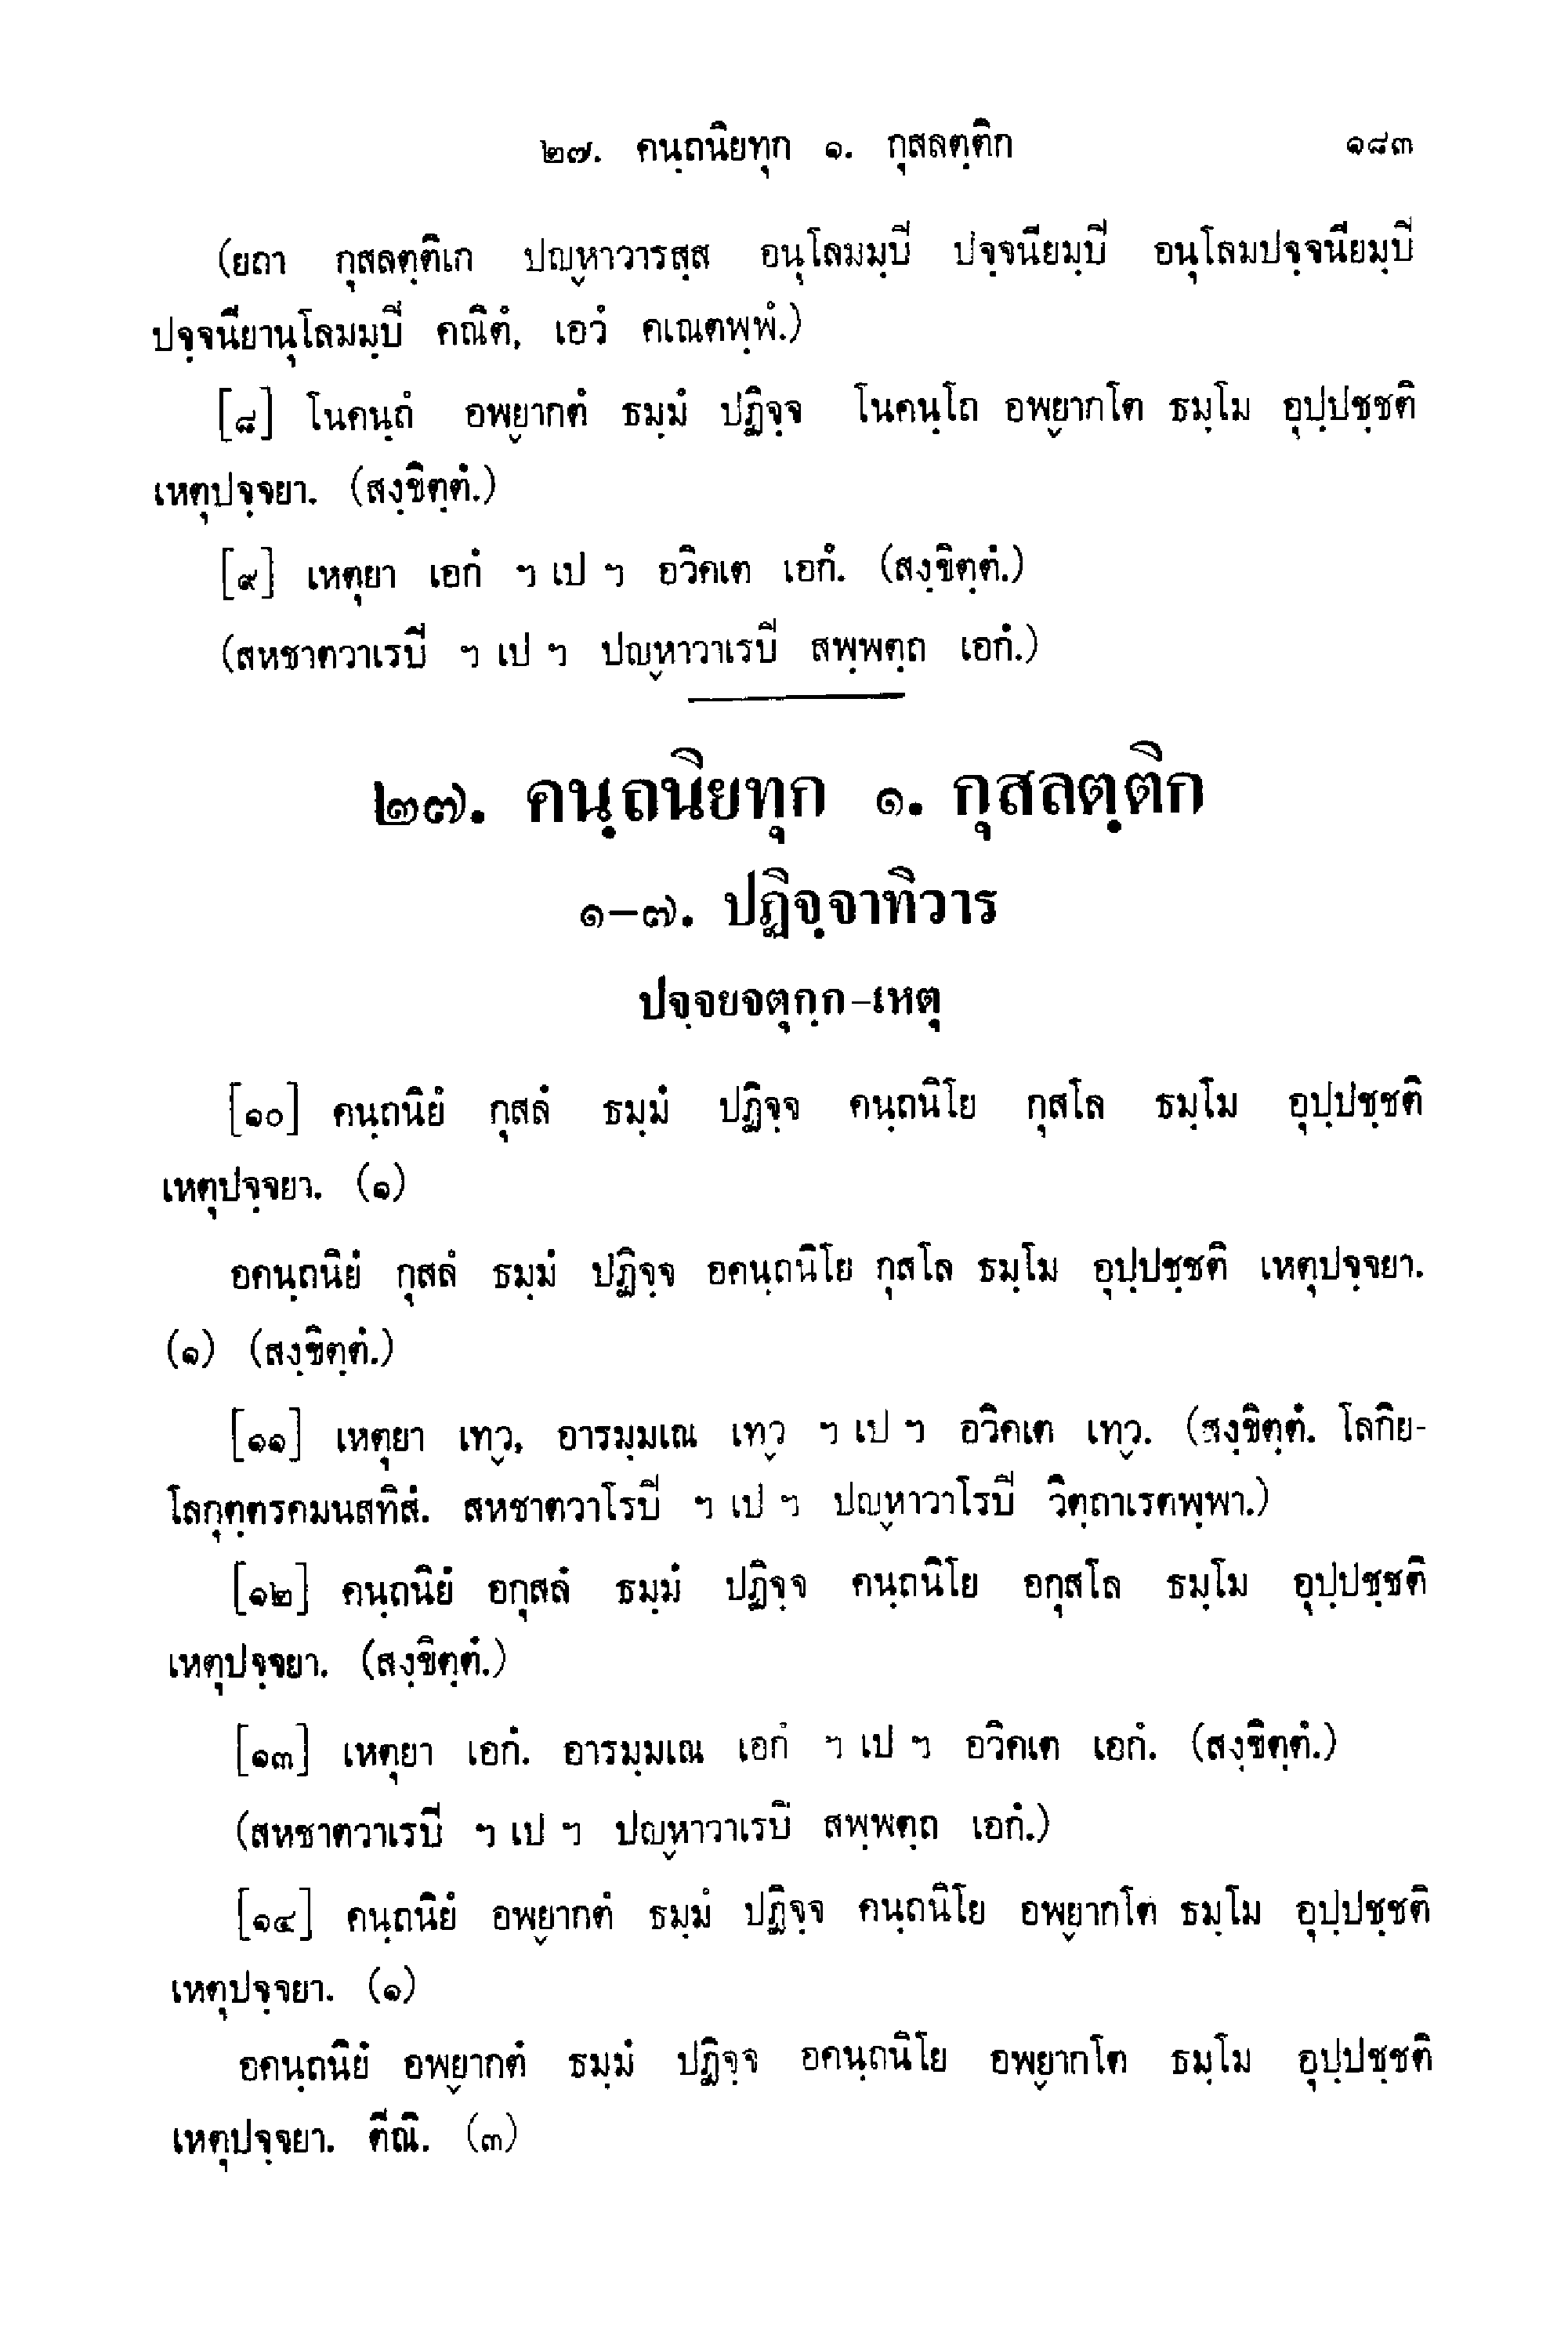 ๒๗. คนฺถนิยทุก ๑. กุสลตฺติก ๑๘๓
(ยถา กุสลตฺติเก ปญฺหาวารสฺส อนุโลมมฺปิ ปจฺจนียมฺปิ อนุโลมปจฺจนียมฺปิ
ปจฺจนียานุโลมมฺปิ คณิตํ, เอวํ คเณตพฺพํ.)
[๘] โนคนฺถํ อพฺยากตํ ธมฺมํ ปฏิจฺจ โนคนฺโถ อพฺยากโต ธมฺโม อุปฺปชฺชติ
เหตุปจฺจยา. (สงฺขิตฺตํ.)
[๙] เหตุยา เอกํ ฯ เป ฯ อวิคเต เอกํ. (สงฺขิตฺตํ.)
(สหชาตวาเรปิ ฯ เป ฯ ปญฺหาวาเรปิ สพฺพตฺถ เอกํ.)
๒๗. คนฺถนิยทุก ๑. กุสลตฺติก
๑–๗. ปฏิจฺจาทิวาร
ปจฺจยจตุกฺก–เหตุ
[๑๐] คนฺถนิยํ กุสลํ ธมฺมํ ปฏิจฺจ คนฺถนิโย กุสโล ธมฺโม อุปฺปชฺชติ
เหตุปจฺจยา. (๑)
อคนฺถนิยํ กุสลํ ธมฺมํ ปฏิจฺจ อคนฺถนิโย กุสโล ธมฺโม อุปฺปชฺชติ เหตุปจฺจยา.
(๑) (สงฺขิตฺตํ.)
[๑๑] เหตุยา เทฺว, อารมฺมเณ เทฺว ฯ เป ฯ อวิคเต เทฺว. (สงฺขิตฺตํ. โลกิย-
โลกุตฺตรคมนสทิสํ. สหชาตวาโรปิ ฯ เป ฯ ปญฺหาวาโรปิ วิตฺถาเรตพฺพา.)
[๑๒] คนฺถนิยํ อกุสลํ ธมฺมํ ปฏิจฺจ คนฺถนิโย อกุสโล ธมฺโม อุปฺปชฺชติ
เหตุปจฺจยา. (สงฺขิตฺตํ.)
[๑๓] เหตุยา เอกํ. อารมฺมเณ เอกํ ฯ เป ฯ อวิคเต เอกํ. (สงฺขิตฺตํ.)
(สหชาตวาเรปิ ฯ เป ฯ ปญฺหาวาเรปิ สพฺพตฺถ เอกํ.)
[๑๔] คนฺถนิยํ อพฺยากตํ ธมฺมํ ปฏิจฺจ คนฺถนิโย อพฺยากโต ธมฺโม อุปฺปชฺชติ
เหตุปจฺจยา. (๑)
อคนฺถนิยํ อพฺยากตํ ธมฺมํ ปฏิจฺจ อคนฺถนิโย อพฺยากโต ธมฺโม อุปฺปชฺชติ
เหตุปจฺจยา. ตีณิ. (๓)